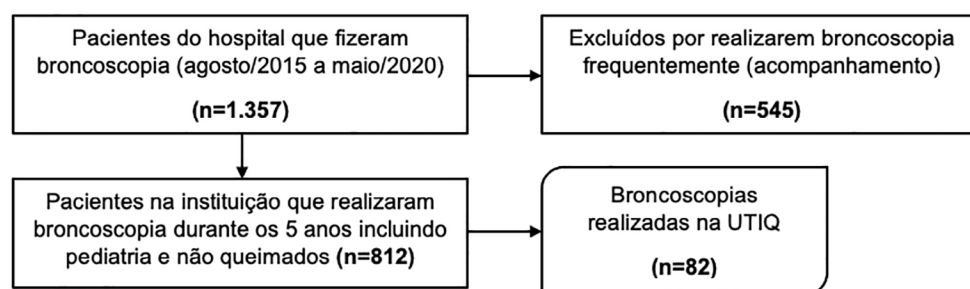 Pacientes do hospital que fizeram
broncoscopia (agosto/2015 a maio/2020)
(n=1.357)
Excluídos por realizarem broncoscopia
frequentemente (acompanhamento)
(n=545)
Pacientes na instituição que realizaram
broncoscopia durante os 5 anos incluindo
pediatria e não queimados (n=812)
Broncoscopias
realizadas na UTIQ
(n=82)